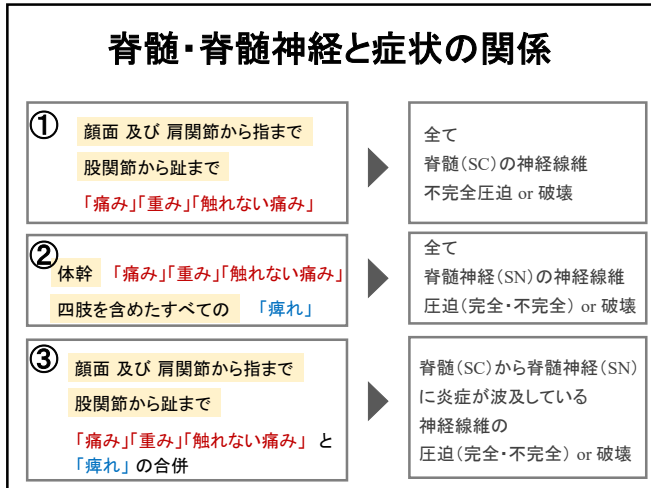 脊髄・脊髄神経と症状の関係
①
顔面 及び 肩関節から指まで
股関節から趾まで
「痛み」「重み」「触れない痛み」
全て
脊髄(SC)の神経線維
不完全圧迫 or 破壊
②
体幹 「痛み」「重み」「触れない痛み」
四肢を含めたすべての 「痺れ」
全て
脊髄神経(SN)の神経線維
圧迫(完全・不完全) or 破壊
③
顔面 及び 肩関節から指まで
股関節から趾まで
「痛み」「重み」「触れない痛み」 と
「痺れ」の合併
脊髄(SC)から脊髄神経(SN)
に炎症が波及している
神経線維の
圧迫(完全・不完全) or 破壊